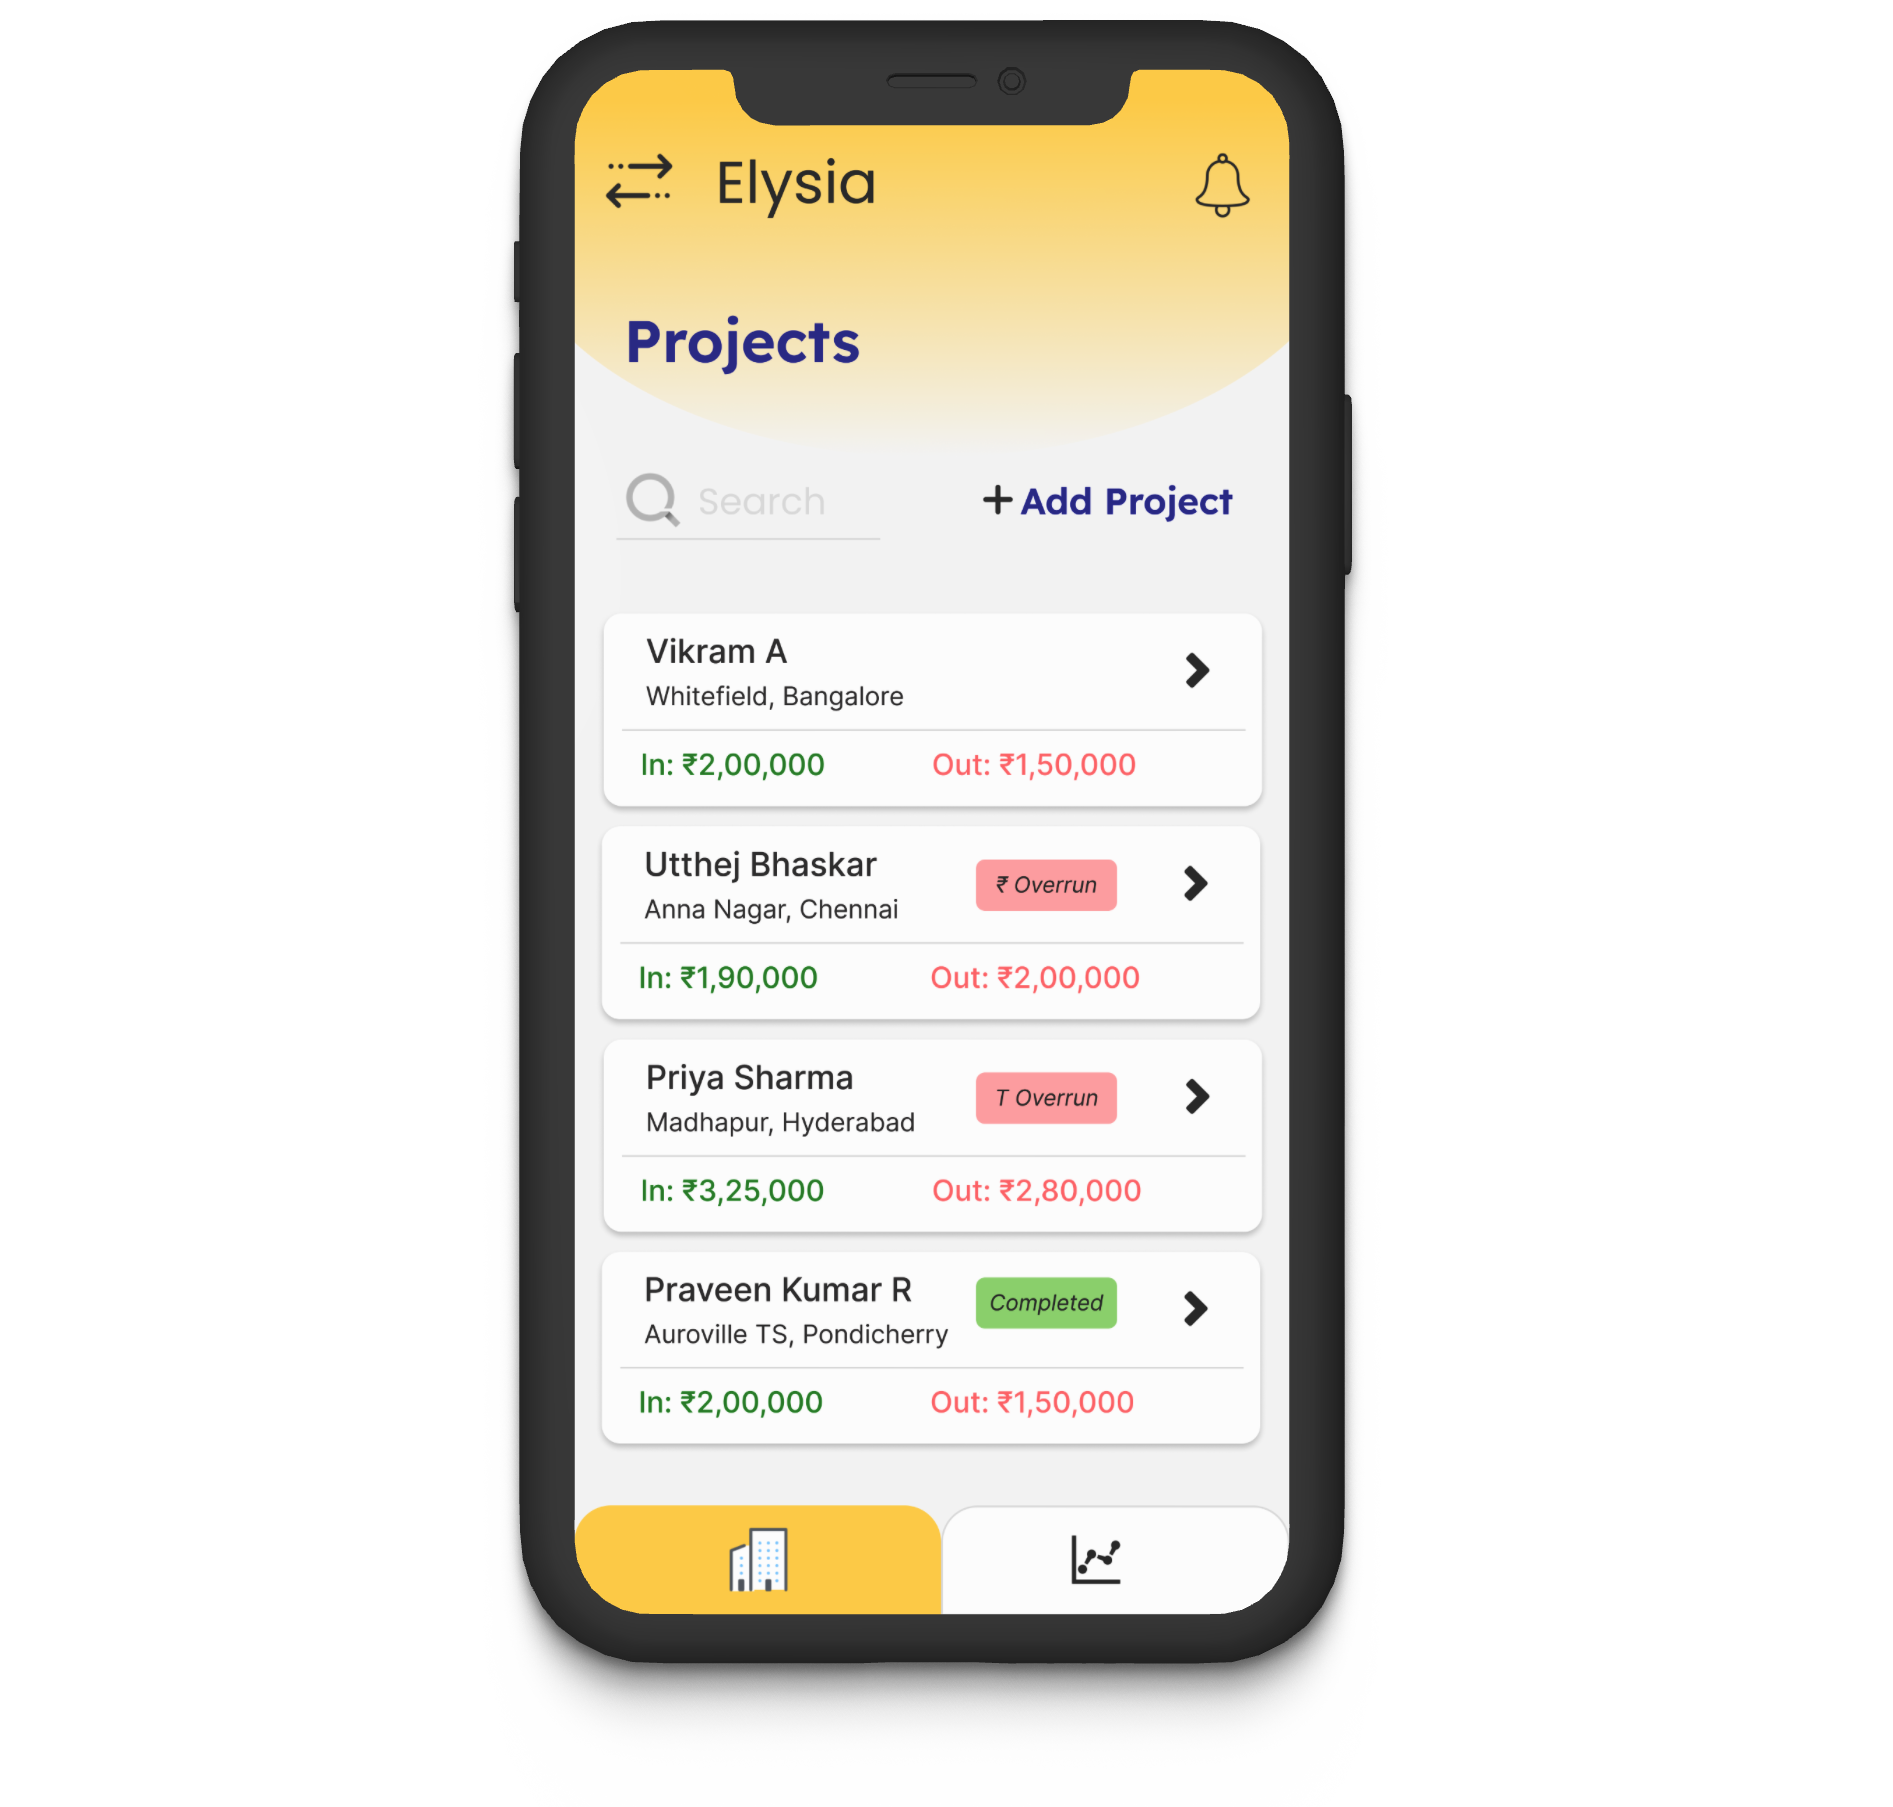 Elysia
Projects
Search
+ Add Project
Vikram A
Whitefield, Bangalore
In: ₹2,00,000 Out: ₹1,50,000
Utthej Bhaskar
₹ Overrun
Anna Nagar, Chennai
In: ₹1,90,000 Out: ₹2,00,000
Priya Sharma
T Overrun
Madhapur, Hyderabad
In: ₹3,25,000 Out: ₹2,80,000
Praveen Kumar R
Completed
Auroville TS, Pondicherry
In: ₹2,00,000 Out: ₹1,50,000